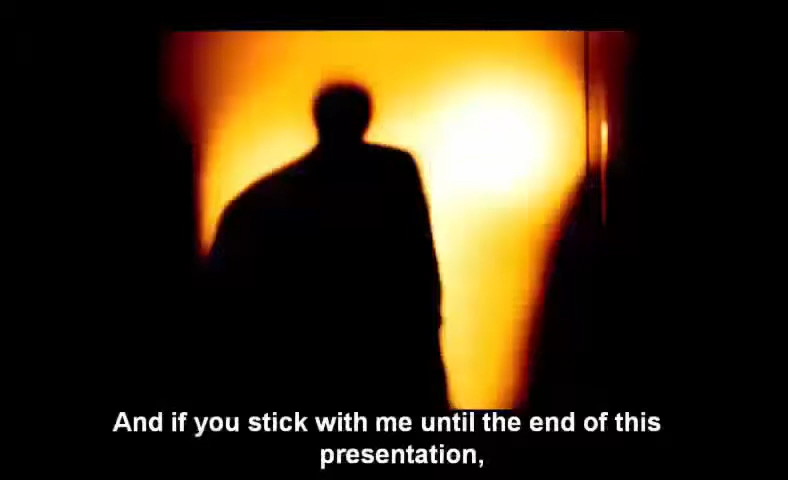 And if you stick with me until the end of this
presentation,